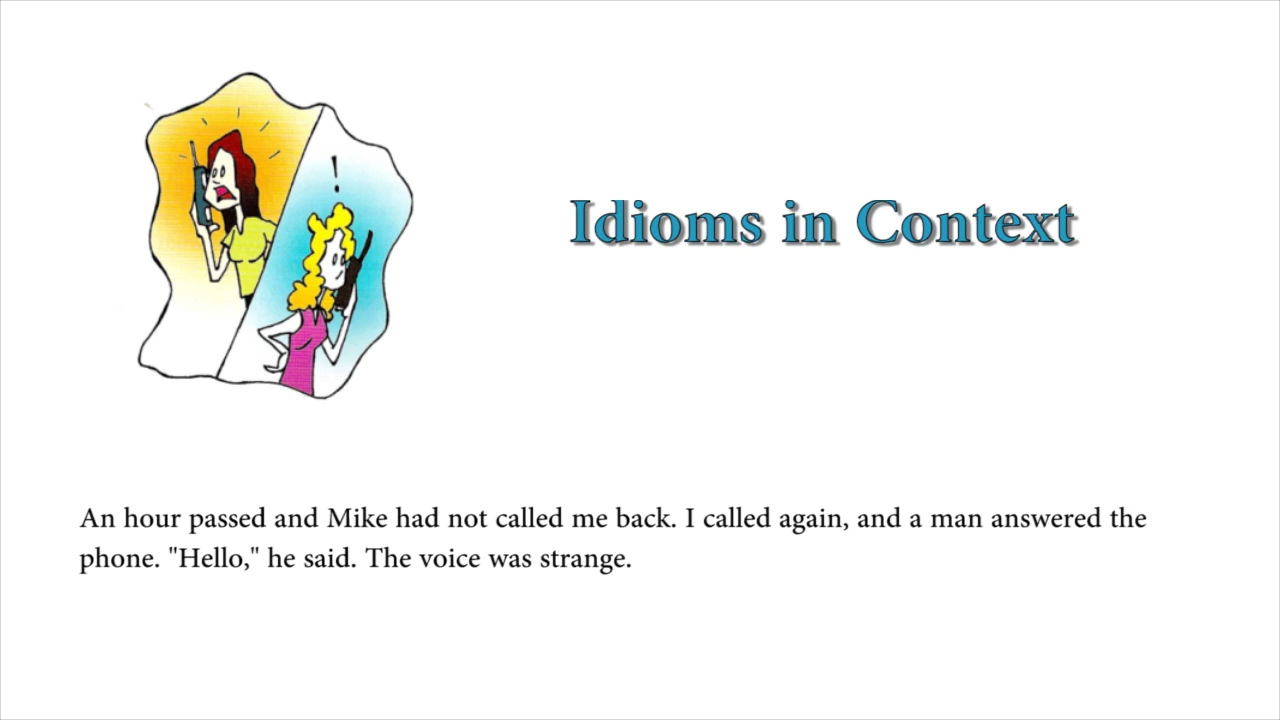 !
Idioms in Context
An hour passed and Mike had not called me back. I called again, and a man answered the
phone. "Hello," he said. The voice was strange.